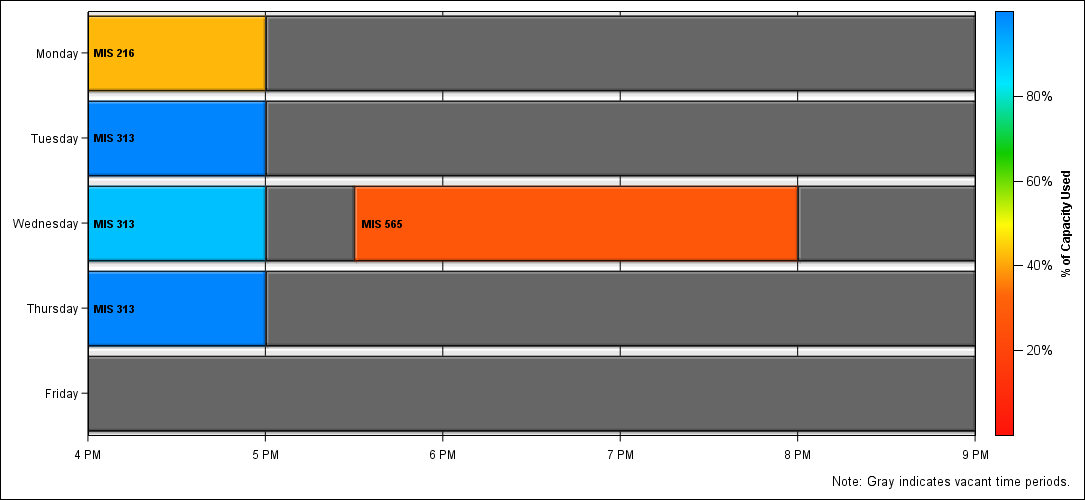 Monday
MIS 216
Tuesday
MIS 313
Wednesday
MIS 313
MIS 565
Thursday
MIS 313
Friday
4 PM
5 PM
6 PM
7 PM
8 PM
9 PM
80%
60%
40%
20%
% of Capacity Used
Note: Gray indicates vacant time periods.